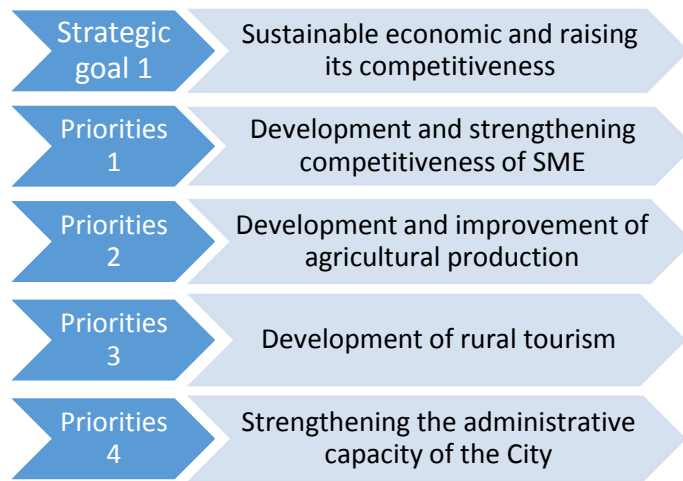 Strategic
goal 1
Sustainable economic and raising
its competitiveness
Priorities
1
Development and strengthening
competitiveness of SME
Priorities
2
Development and improvement of
agricultural production
Priorities
3
Development of rural tourism
Priorities
4
Strengthening the administrative
capacity of the City